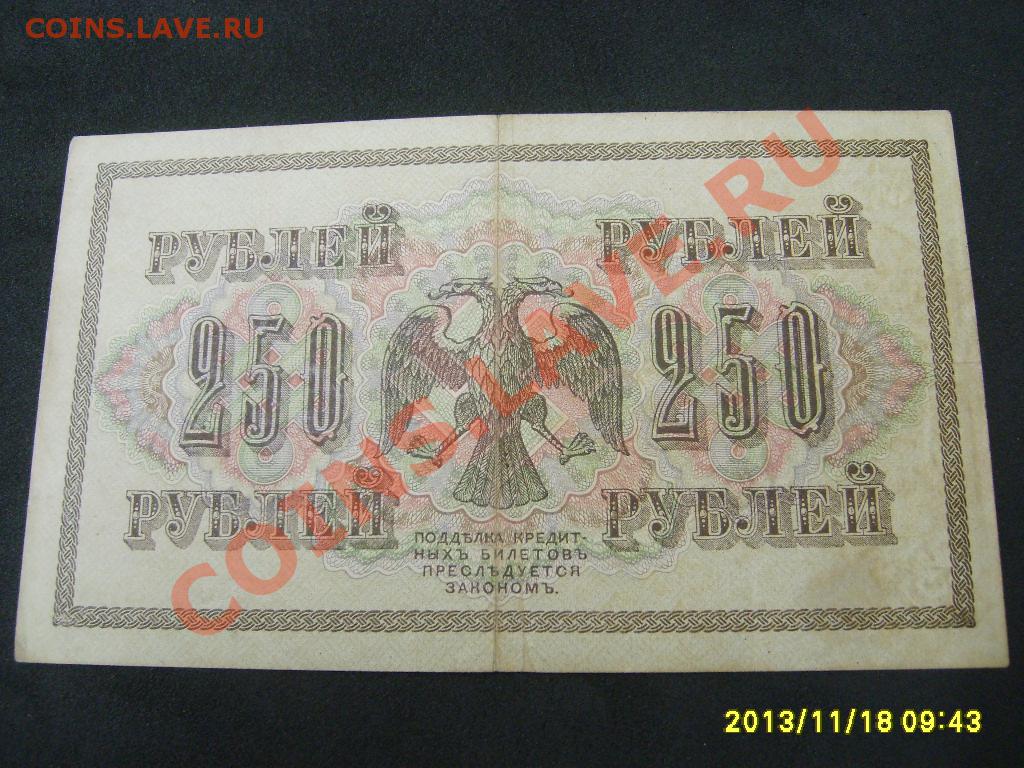 COINS.LAVE.RU
РУБЛЕЙ РУБЛЕЙ
250 250
РУБЛЕЙ РУБЛЕЙ
COINS.LAVE.RU
ПОДДѢЛКА КРЕДИТ-
НЫХЪ БИЛЕТОВЪ
ПРЕСЛѢДУЕТСЯ
ЗАКОНОМЪ.
2013/11/18 09:43